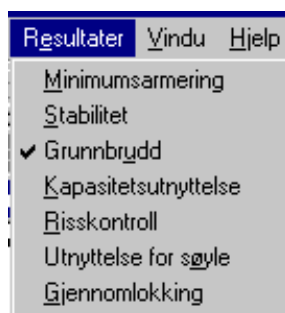 Resultater Vindu Hjelp
Minimumsarmering
Stabilitet
Grunnbrudd
Kapasitetsutnyttelse
Risskontroll
Utnyttelse for søyle
Gjennomlokking